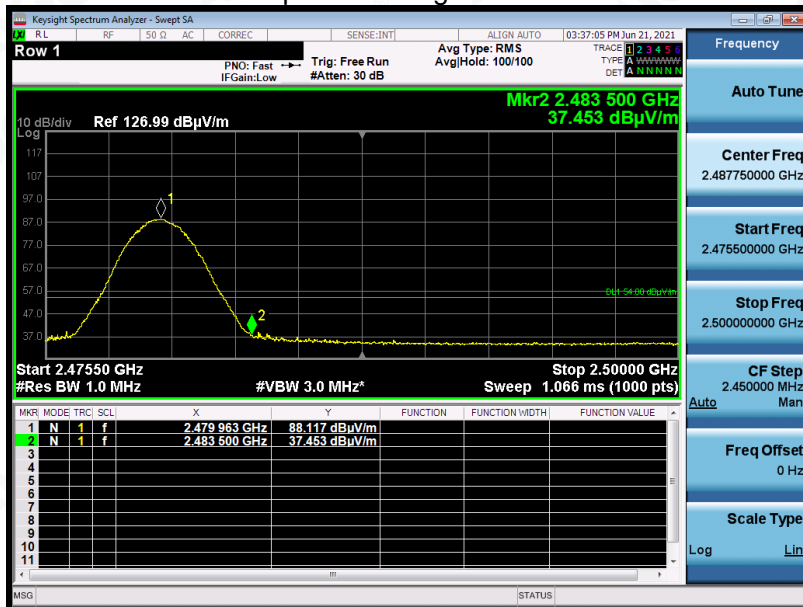 Keysight Spectrum Analyzer - Swept SA
LXI RL RF 50 Ω AC CORREC SENSE:INT ALIGN AUTO 03:37:05 PM Jun 21, 2021
Row 1
PNO: Fast
IFGain:Low
Trig: Free Run
#Atten: 30 dB
Avg Type: RMS
Avg|Hold: 100/100
TRACE 1 2 3 4 5 6
TYPE A WWWWW
DET A N N N N N
Mkr2 2.483 500 GHz
37.453 dBµV/m
10 dB/div Ref 126.99 dBµV/m
Log
117
107
97.0
87.0
77.0
67.0
57.0
47.0
37.0
1
2
DL1 54.00 dBµV/m
Start 2.47550 GHz Stop 2.50000 GHz
#Res BW 1.0 MHz #VBW 3.0 MHz* Sweep 1.066 ms (1000 pts)
MKR MODE TRC SCL X Y FUNCTION FUNCTION WIDTH FUNCTION VALUE
1 N 1 f 2.479 963 GHz 88.117 dBµV/m
2 N 1 f 2.483 500 GHz 37.453 dBµV/m
3
4
5
6
7
8
9
10
11
MSG STATUS
Frequency
Auto Tune
Center Freq
2.487750000 GHz
Start Freq
2.475500000 GHz
Stop Freq
2.500000000 GHz
CF Step
2.450000 MHz
Auto Man
Freq Offset
0 Hz
Scale Type
Log Lin